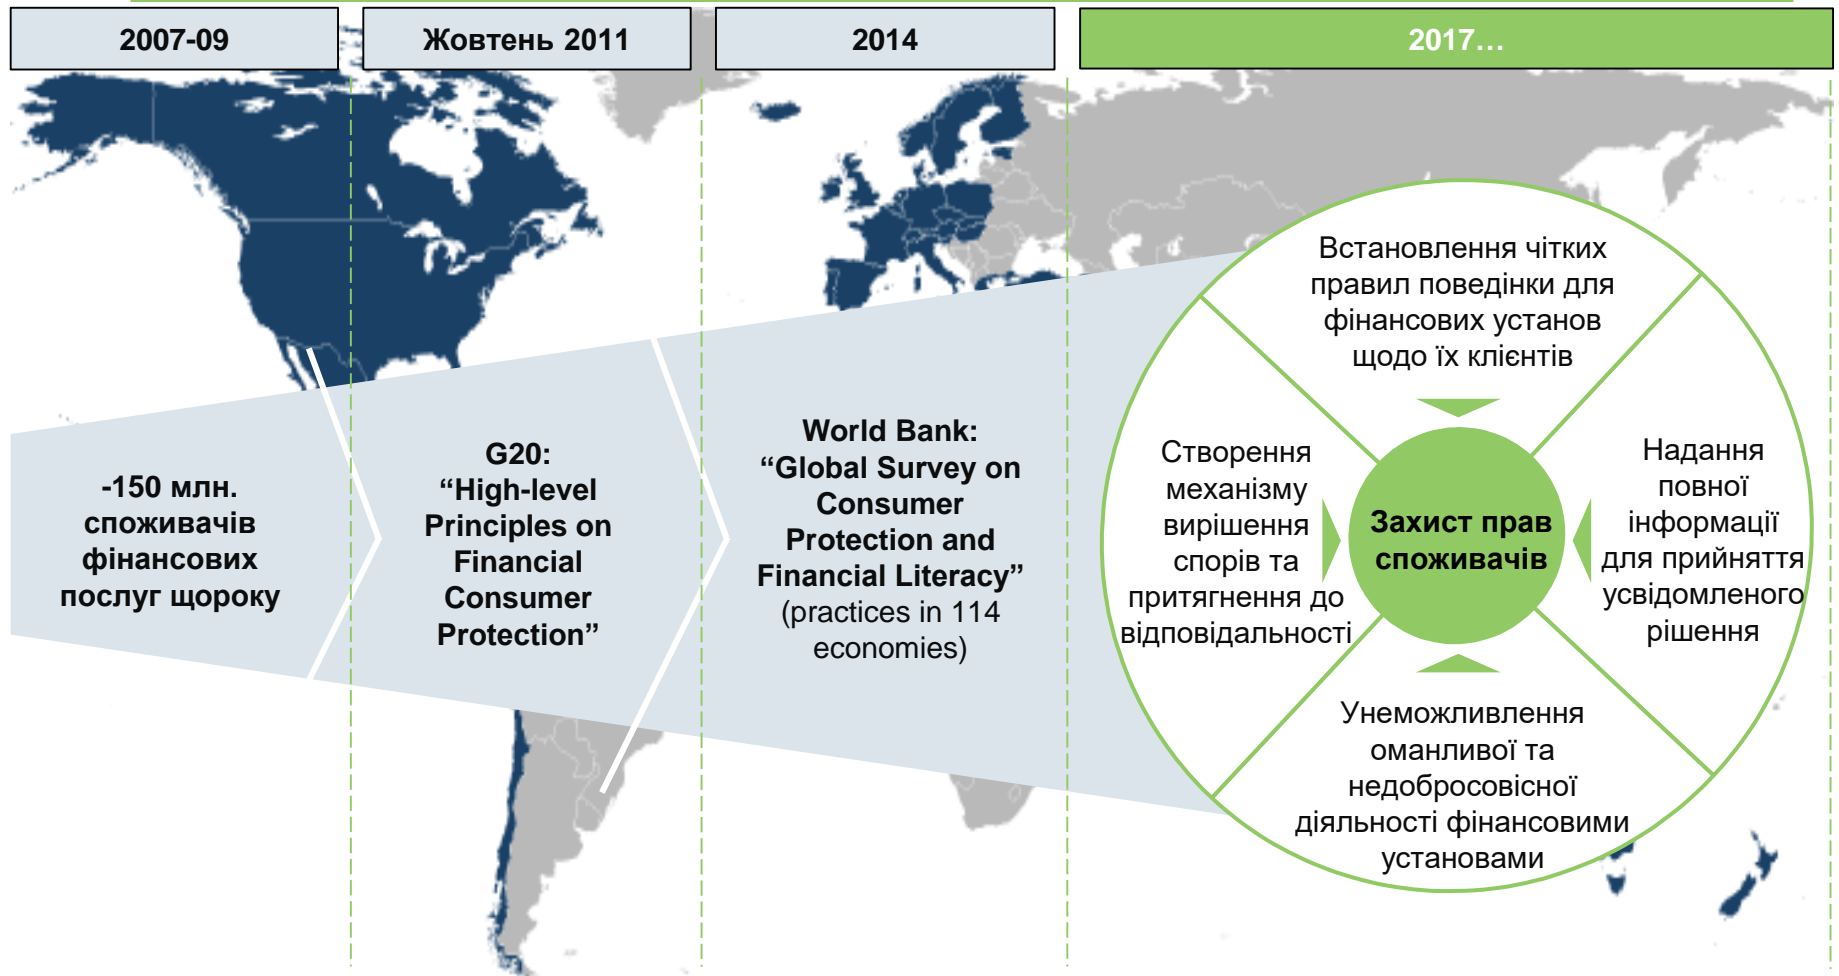 2007-09
Жовтень 2011
2014
2017…
-150 млн.
споживачів
фінансових
послуг щороку
G20:
“High-level
Principles on
Financial
Consumer
Protection”
World Bank:
“Global Survey on
Consumer
Protection and
Financial Literacy”
(practices in 114
economies)
Встановлення чітких
правил поведінки для
фінансових установ
щодо їх клієнтів
Створення
механізму
вирішення
спорів та
притягнення до
відповідальності
Захист прав
споживачів
Надання
повної
інформації
для прийняття
усвідомленого
рішення
Унеможливлення
оманливої та
недобросовісної
діяльності фінансовими
установами